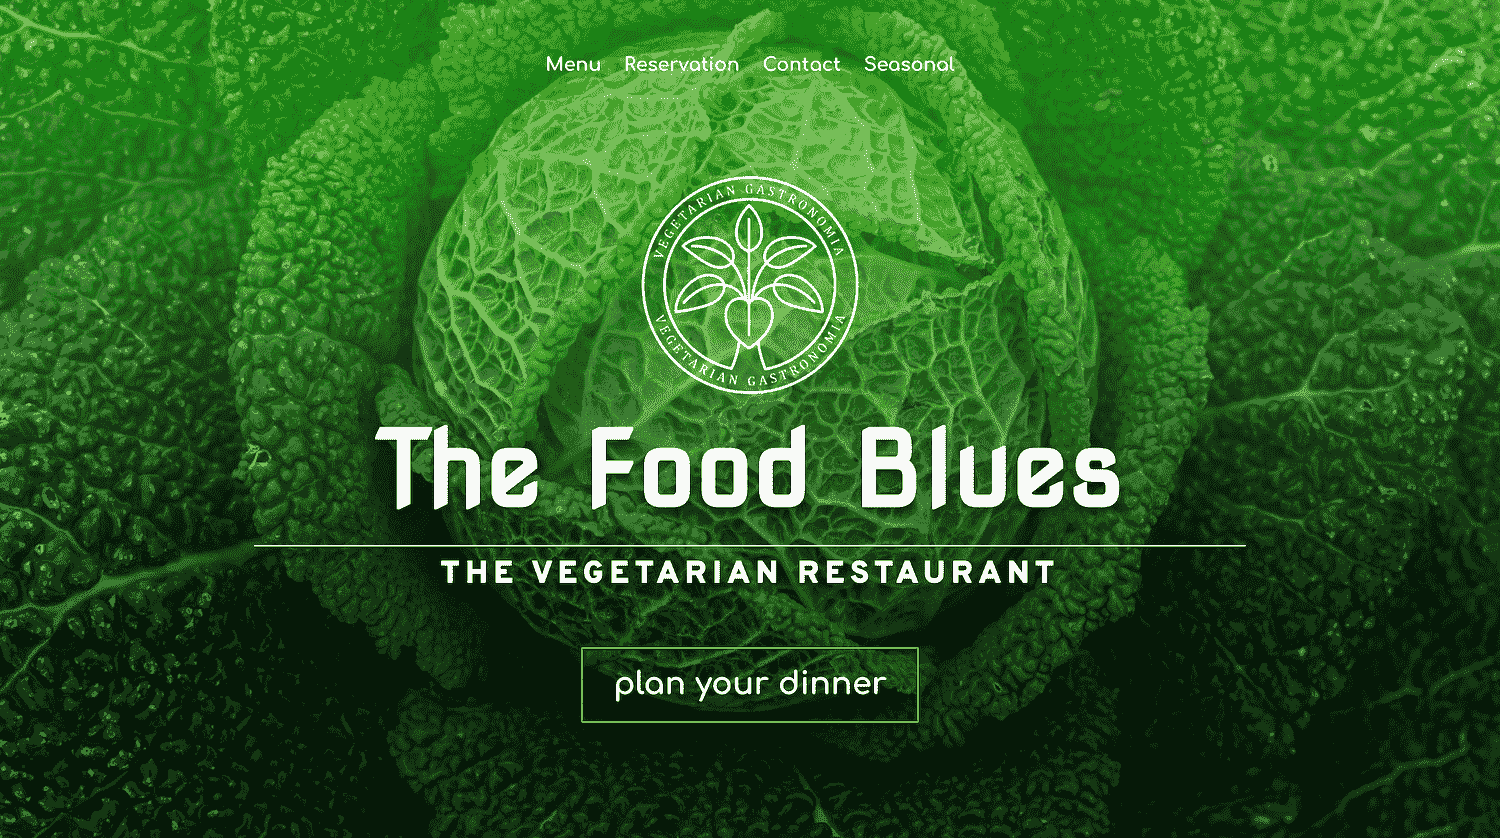 Menu Reservation Contact Seasonal
VEGETARIAN GASTRONOMIA
VEGETARIAN GASTRONOMIA
The Food Blues
THE VEGETARIAN RESTAURANT
plan your dinner